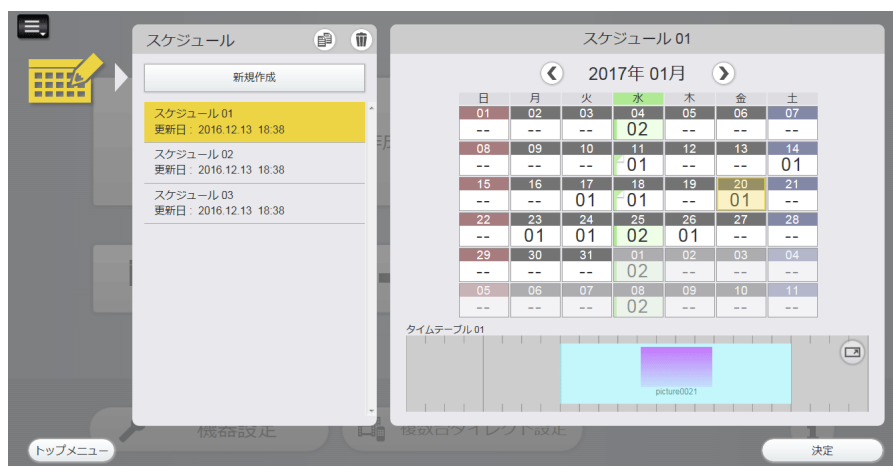 スケジュール
新規作成
スケジュール 01
更新日 : 2016.12.13 18:38
スケジュール 02
更新日 : 2016.12.13 18:38
スケジュール 03
更新日 : 2016.12.13 18:38
スケジュール 01
2017年 01月
日 月 火 水 木 金 土
01 02 03 04 05 06 07
-- -- -- 02 -- -- --
08 09 10 11 12 13 14
-- -- -- 01 -- -- 01
15 16 17 18 19 20 21
-- -- 01 01 -- 01 --
22 23 24 25 26 27 28
-- 01 01 02 01 -- --
29 30 31 01 02 03 04
-- -- -- 02 -- -- --
05 06 07 08 09 10 11
-- -- -- 02 -- -- --
タイムテーブル 01
picture0021
機器設定
複数台ダイレクト設定
トップメニュー
決定